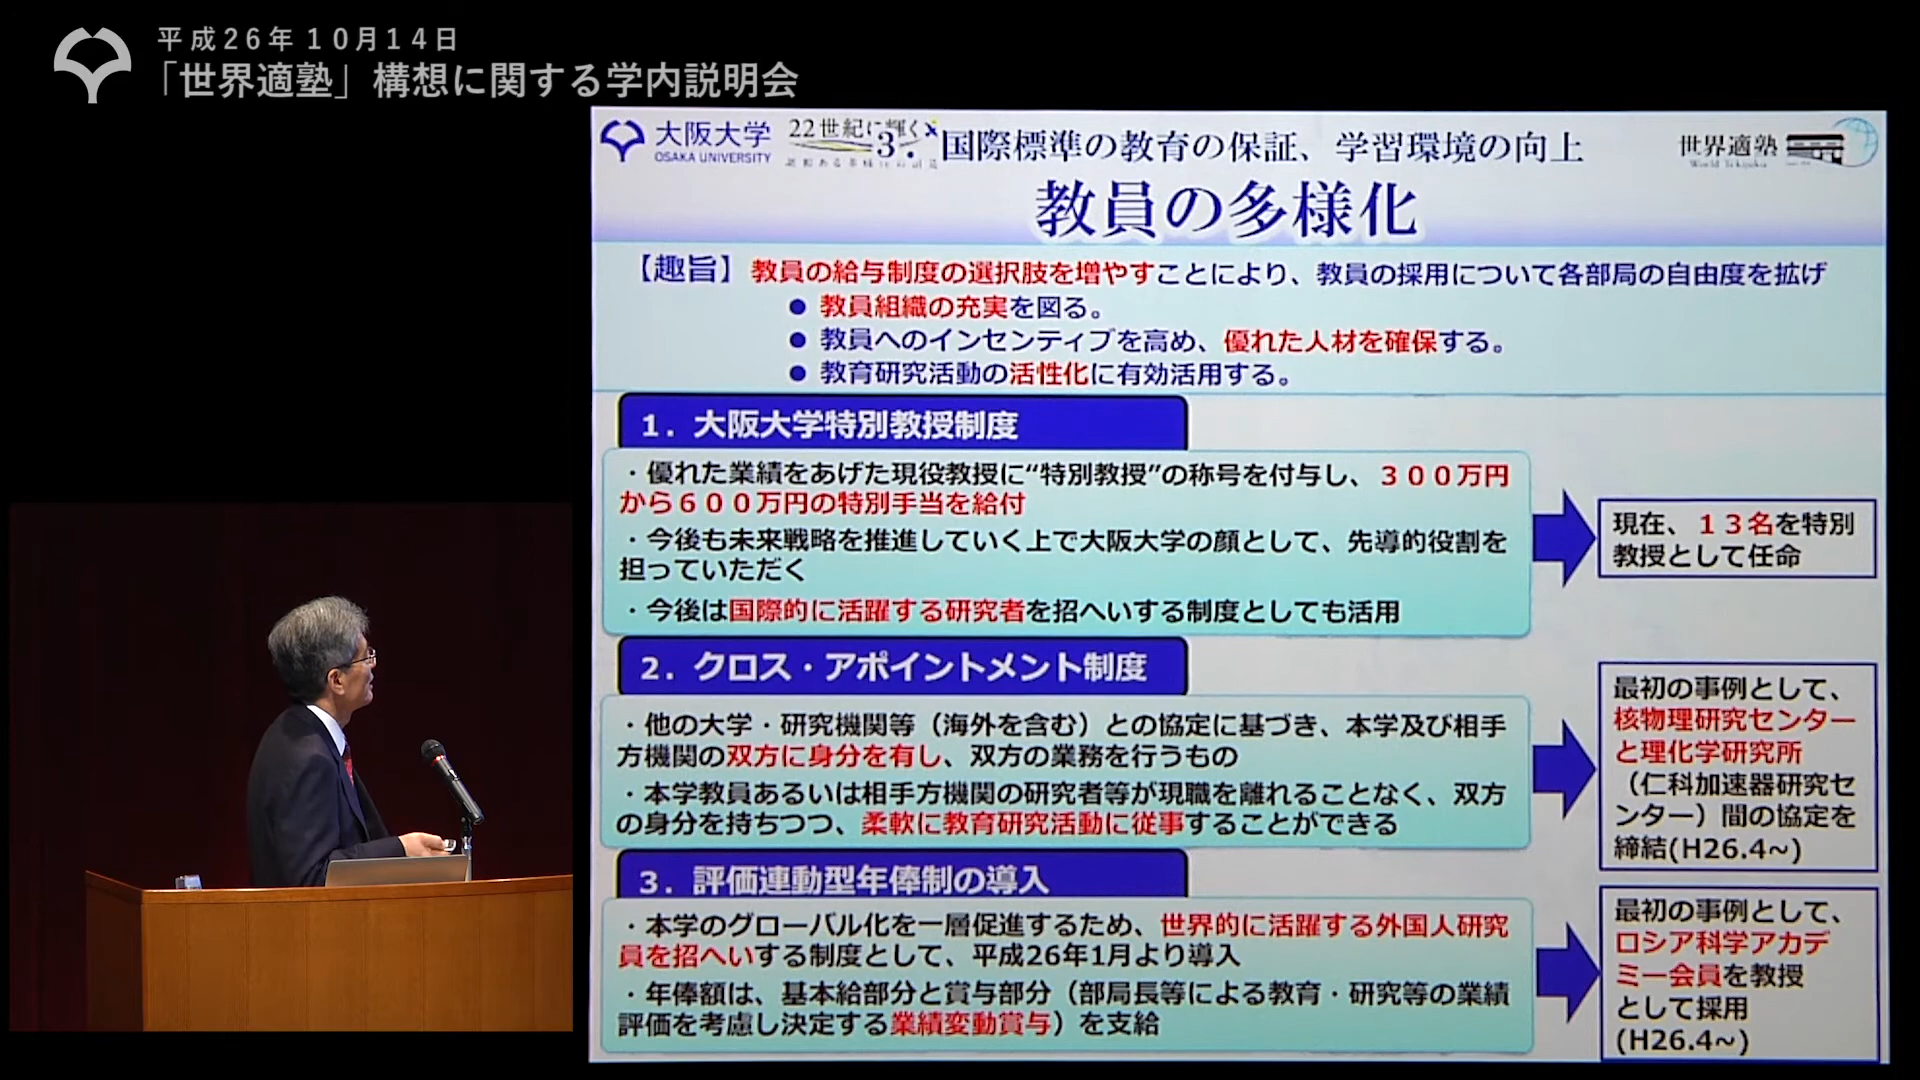 平成26年10月14日
「世界適塾」構想に関する学内説明会
大阪大学
OSAKA UNIVERSITY
22世紀に輝く
3．国際標準の教育の保証、学習環境の向上
世界適塾
World Tekijuku
教員の多様化
【趣旨】教員の給与制度の選択肢を増やすことにより、教員の採用について各部局の自由度を拡げ
● 教員組織の充実を図る。
● 教員へのインセンティブを高め、優れた人材を確保する。
● 教育研究活動の活性化に有効活用する。
1．大阪大学特別教授制度
・優れた業績をあげた現役教授に“特別教授”の称号を付与し、３００万円
から６００万円の特別手当を給付
・今後も未来戦略を推進していく上で大阪大学の顔として、先導的役割を
担っていただく
・今後は国際的に活躍する研究者を招へいする制度としても活用
現在、１３名を特別
教授として任命
2．クロス・アポイントメント制度
・他の大学・研究機関等（海外を含む）との協定に基づき、本学及び相手
方機関の双方に身分を有し、双方の業務を行うもの
・本学教員あるいは相手方機関の研究者等が現職を離れることなく、双方
の身分を持ちつつ、柔軟に教育研究活動に従事することができる
最初の事例として、
核物理研究センター
と理化学研究所
（仁科加速器研究セ
ンター）間の協定を
締結(H26.4~)
3．評価連動型年俸制の導入
・本学のグローバル化を一層促進するため、世界的に活躍する外国人研究
員を招へいする制度として、平成26年1月より導入
・年俸額は、基本給部分と賞与部分（部局長等による教育・研究等の業績
評価を考慮し決定する業績変動賞与）を支給
最初の事例として、
ロシア科学アカデ
ミー会員を教授
として採用
(H26.4~)